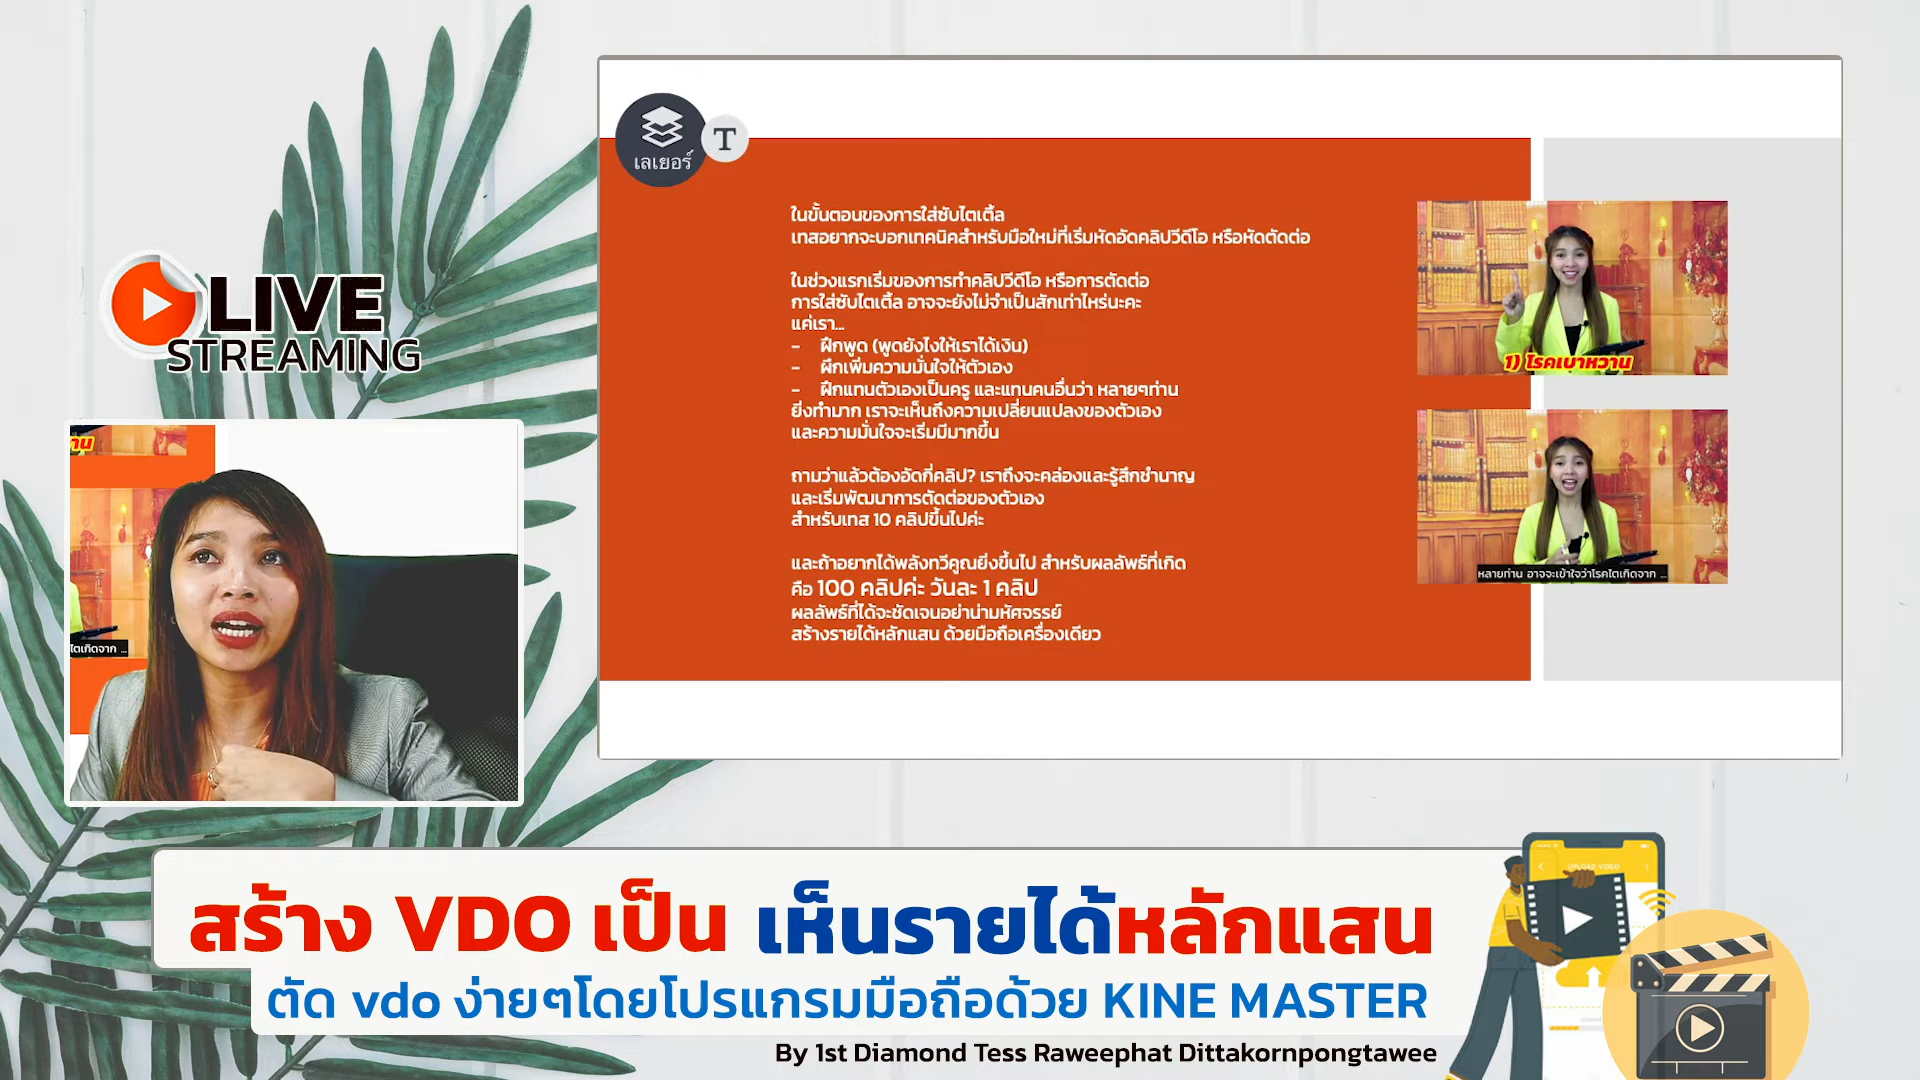 LIVE
STREAMING
เลเยอร์
T
ในขั้นตอนของการใส่ซับไตเติ้ล
เทสอยากจะบอกเทคนิคสำหรับมือใหม่ที่เริ่มหัดอัดคลิปวีดีโอ หรือหัดตัดต่อ
ในช่วงแรกเริ่มของการทำคลิปวีดีโอ หรือการตัดต่อ
การใส่ซับไตเติ้ล อาจจะยังไม่จำเป็นสักเท่าไหร่นะคะ
แค่เรา...
- ฝึกพูด (พูดยังไงให้เราได้เงิน)
- ผึกเพิ่มความมั่นใจให้ตัวเอง
- ฝึกแทนตัวเองเป็นครู และแทนคนอื่นว่า หลายๆท่าน
ยิ่งทำมาก เราจะเห็นถึงความเปลี่ยนแปลงของตัวเอง
และความมั่นใจจะเริ่มมีมากขึ้น
ถามว่าแล้วต้องอัดกี่คลิป? เราถึงจะคล่องและรู้สึกชำนาญ
และเริ่มพัฒนาการตัดต่อของตัวเอง
สำหรับเทส 10 คลิปขึ้นไปค่ะ
และถ้าอยากได้พลังทวีคูณยิ่งขึ้นไป สำหรับผลลัพธ์ที่เกิด
คือ 100 คลิปค่ะ วันละ 1 คลิป
ผลลัพธ์ที่ได้จะชัดเจนอย่าน่ามหัศจรรย์
สร้างรายได้หลักแสน ด้วยมือถือเครื่องเดียว
1) โรคเบาหวาน
หลายท่าน อาจจะเข้าใจว่าโรคไตเกิดจาก ...
าน
ไตเกิดจาก ...
สร้าง VDO เป็น เห็นรายได้หลักแสน
ตัด vdo ง่ายๆโดยโปรแกรมมือถือด้วย KINE MASTER
By 1st Diamond Tess Raweephat Dittakornpongtawee
UPLOAD VIDEO